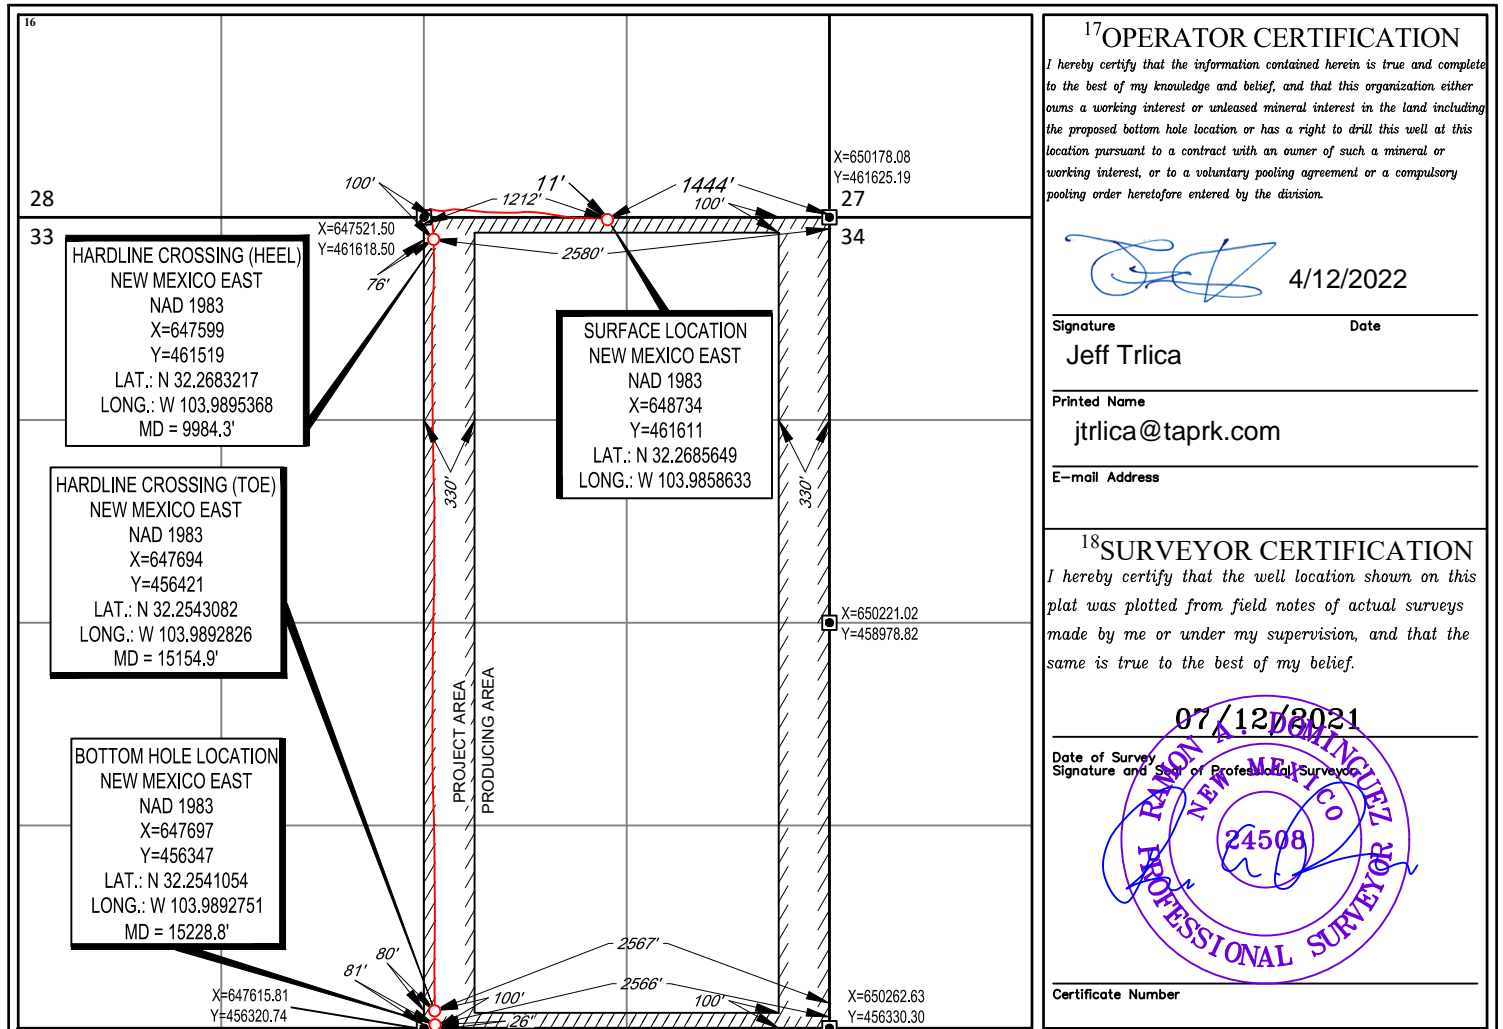 16
28
27
33
34
X=650178.08
Y=461625.19
100'
1212'
11'
1444'
100'
X=647521.50
Y=461618.50
2580'
76'
HARDLINE CROSSING (HEEL)
NEW MEXICO EAST
NAD 1983
X=647599
Y=461519
LAT.: N 32.2683217
LONG.: W 103.9895368
MD = 9984.3'
SURFACE LOCATION
NEW MEXICO EAST
NAD 1983
X=648734
Y=461611
LAT.: N 32.2685649
LONG.: W 103.9858633
330'
330'
HARDLINE CROSSING (TOE)
NEW MEXICO EAST
NAD 1983
X=647694
Y=456421
LAT.: N 32.2543082
LONG.: W 103.9892826
MD = 15154.9'
X=650221.02
Y=458978.82
PROJECT AREA
PRODUCING AREA
BOTTOM HOLE LOCATION
NEW MEXICO EAST
NAD 1983
X=647697
Y=456347
LAT.: N 32.2541054
LONG.: W 103.9892751
MD = 15228.8'
80'
81'
2567'
2566'
100'
100'
26'
X=647615.81
Y=456320.74
X=650262.63
Y=456330.30
17OPERATOR CERTIFICATION
I hereby certify that the information contained herein is true and complete
to the best of my knowledge and belief, and that this organization either
owns a working interest or unleased mineral interest in the land including
the proposed bottom hole location or has a right to drill this well at this
location pursuant to a contract with an owner of such a mineral or
working interest, or to a voluntary pooling agreement or a compulsory
pooling order heretofore entered by the division.
4/12/2022
Signature Date
Jeff Trlica
Printed Name
jtrlica@taprk.com
E-mail Address
18SURVEYOR CERTIFICATION
I hereby certify that the well location shown on this
plat was plotted from field notes of actual surveys
made by me or under my supervision, and that the
same is true to the best of my belief.
07/12/2021
Date of Survey
Signature and Seal of Professional Surveyor
RAMON A. DOMINGUEZ
NEW MEXICO
24508
PROFESSIONAL SURVEYOR
Certificate Number